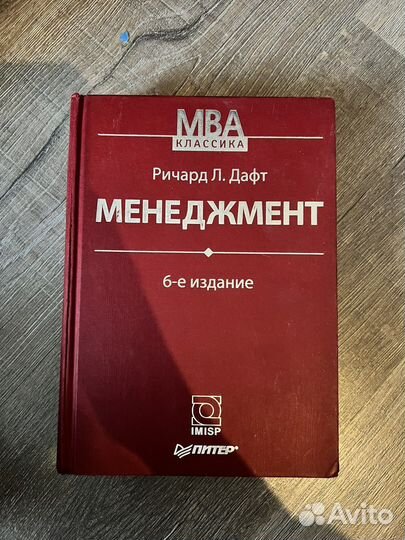 MBA
КЛАССИКА
Ричард Л. Дафт
МЕНЕДЖМЕНТ
6-е издание
IMISP
ПИТЕР®
Avito